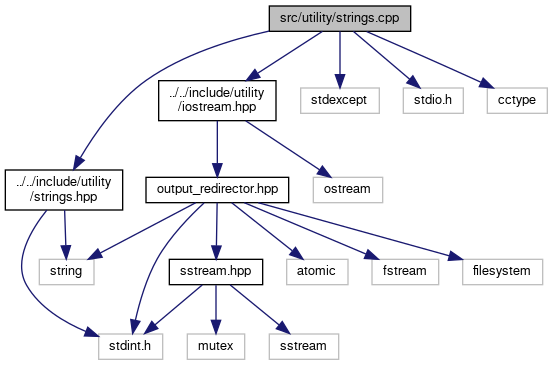 src/utility/strings.cpp
../../include/utility
/iostream.hpp
stdexcept
stdio.h
cctype
../../include/utility
/strings.hpp
output_redirector.hpp
ostream
string
sstream.hpp
atomic
fstream
filesystem
stdint.h
mutex
sstream